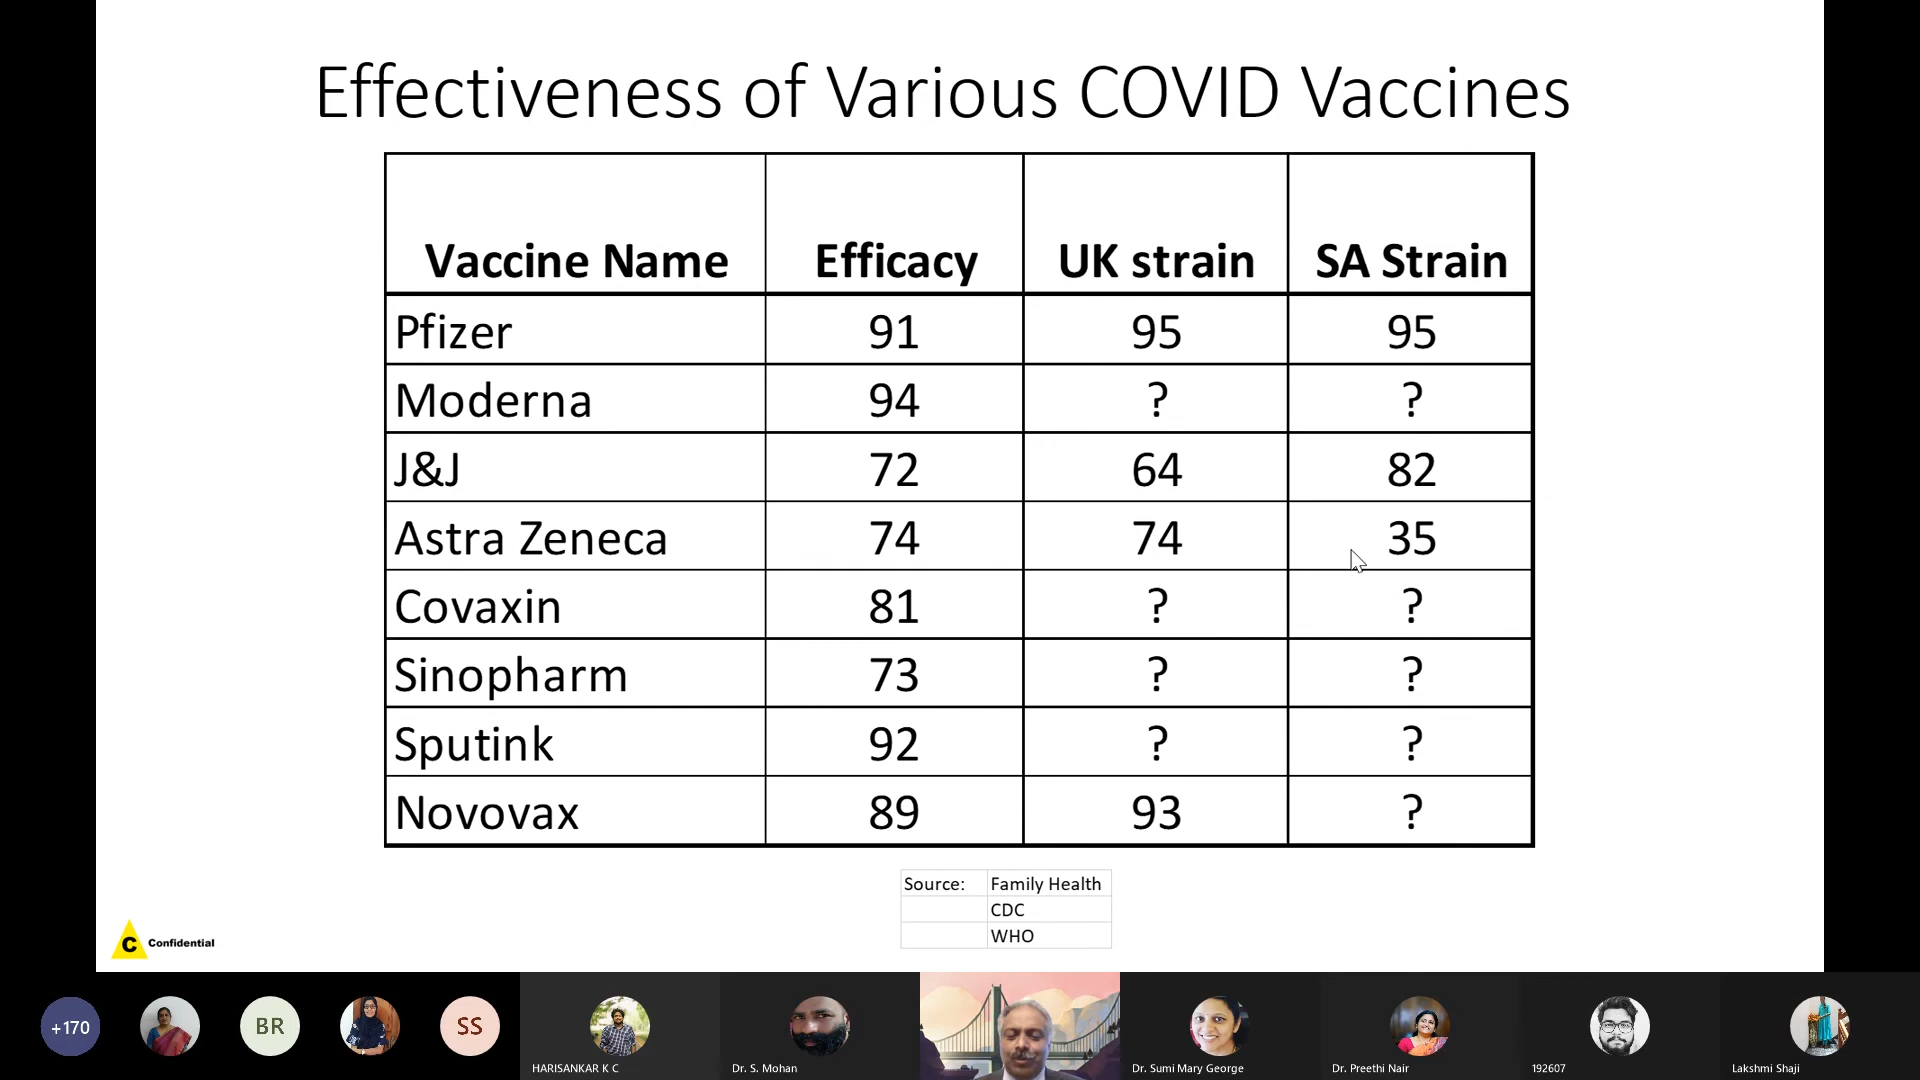 Effectiveness of Various COVID Vaccines
Vaccine Name Efficacy UK strain SA Strain
Pfizer 91 95 95
Moderna 94 ? ?
J&J 72 64 82
Astra Zeneca 74 74 35
Covaxin 81 ? ?
Sinopharm 73 ? ?
Sputink 92 ? ?
Novovax 89 93 ?
Source: Family Health
CDC
WHO
C Confidential
+170 BR SS
HARISANKAR K C Dr. S. Mohan Dr. Sumi Mary George Dr. Preethi Nair 192607 Lakshmi Shaji